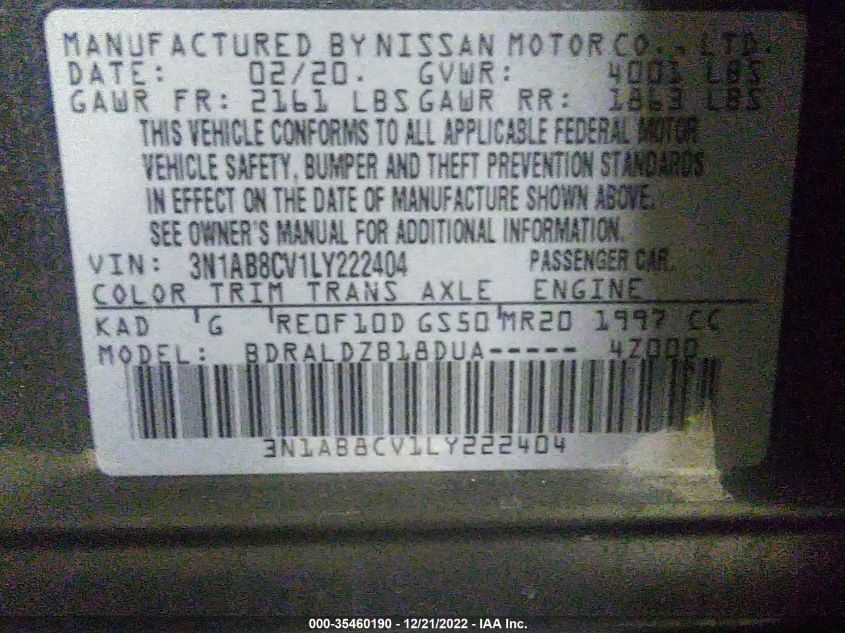 MANUFACTURED BY NISSAN MOTOR CO., LTD.
DATE: 02/20. GVWR: 4001 LBS
GAWR FR: 2161 LBS GAWR RR: 1863 LBS
THIS VEHICLE CONFORMS TO ALL APPLICABLE FEDERAL MOTOR
VEHICLE SAFETY, BUMPER AND THEFT PREVENTION STANDARDS
IN EFFECT ON THE DATE OF MANUFACTURE SHOWN ABOVE.
SEE OWNER'S MANUAL FOR ADDITIONAL INFORMATION.
VIN: 3N1AB8CV1LY222404 PASSENGER CAR.
COLOR TRIM TRANS AXLE ENGINE
KAD G RE0F10D GS50 MR20 1997 CC
MODEL: BDRALDZB18DUA----- 4Z000
3N1AB8CV1LY222404
000-35460190 - 12/21/2022 - IAA Inc.